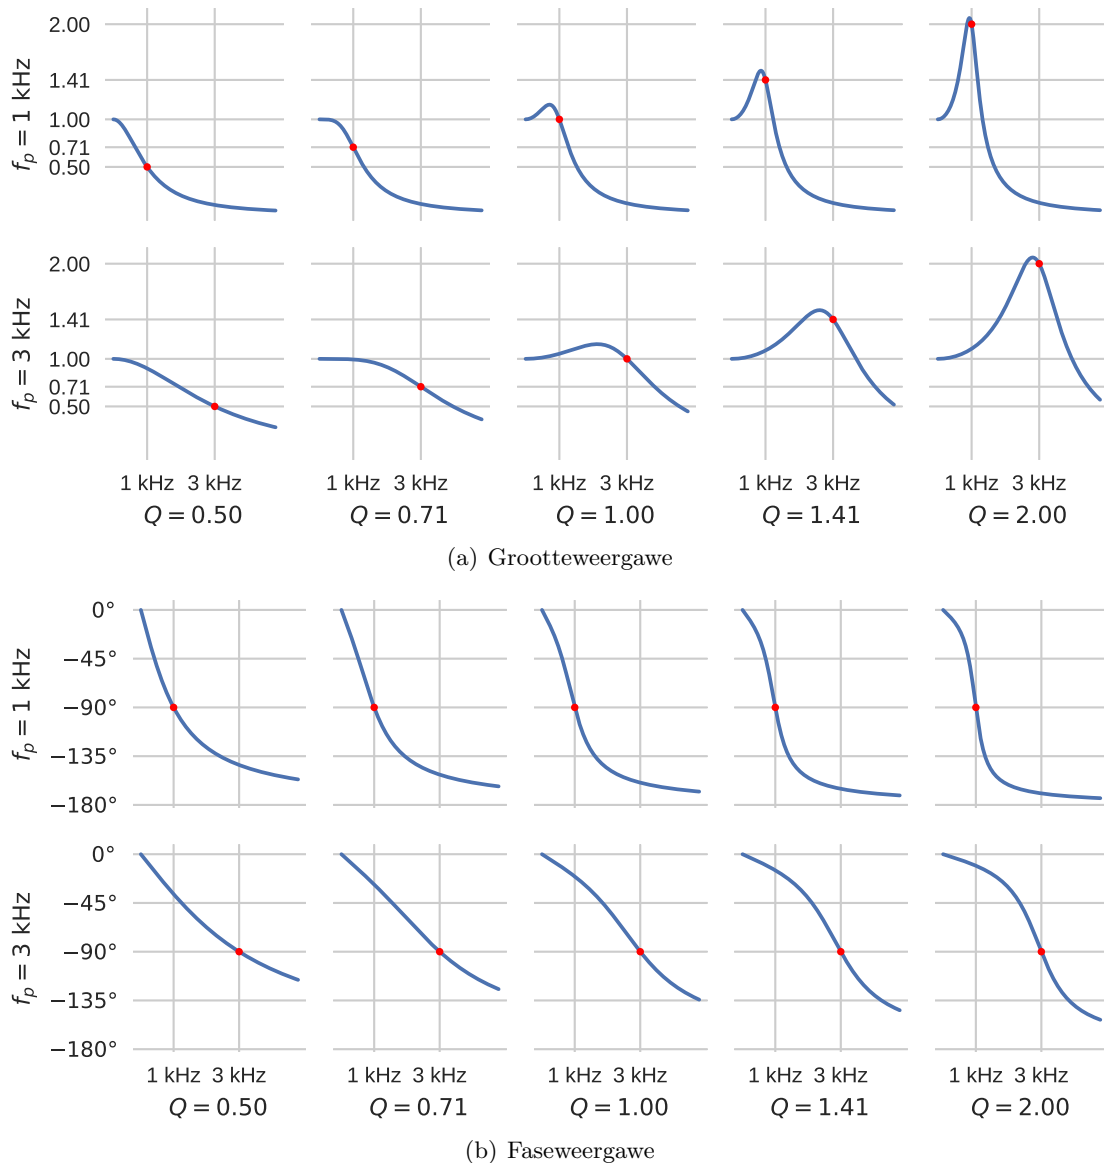 2.00
1.41
1.00
0.71
0.50
f_p = 1 kHz
2.00
1.41
1.00
0.71
0.50
f_p = 3 kHz
1 kHz 3 kHz 1 kHz 3 kHz 1 kHz 3 kHz 1 kHz 3 kHz 1 kHz 3 kHz
Q = 0.50 Q = 0.71 Q = 1.00 Q = 1.41 Q = 2.00
(a) Grootteweergawe
0°
−45°
−90°
−135°
−180°
f_p = 1 kHz
0°
−45°
−90°
−135°
−180°
f_p = 3 kHz
1 kHz 3 kHz 1 kHz 3 kHz 1 kHz 3 kHz 1 kHz 3 kHz 1 kHz 3 kHz
Q = 0.50 Q = 0.71 Q = 1.00 Q = 1.41 Q = 2.00
(b) Faseweergawe